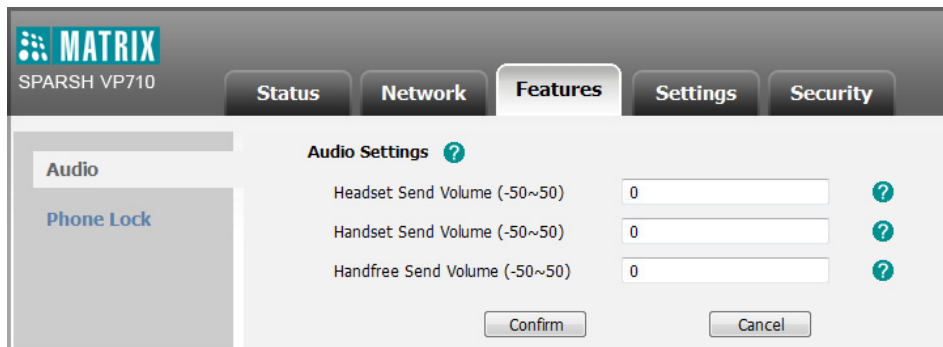 MATRIX
SPARSH VP710
Status Network Features Settings Security
Audio
Phone Lock
Audio Settings ?
Headset Send Volume (-50~50) 0 ?
Handset Send Volume (-50~50) 0 ?
Handfree Send Volume (-50~50) 0 ?
Confirm Cancel